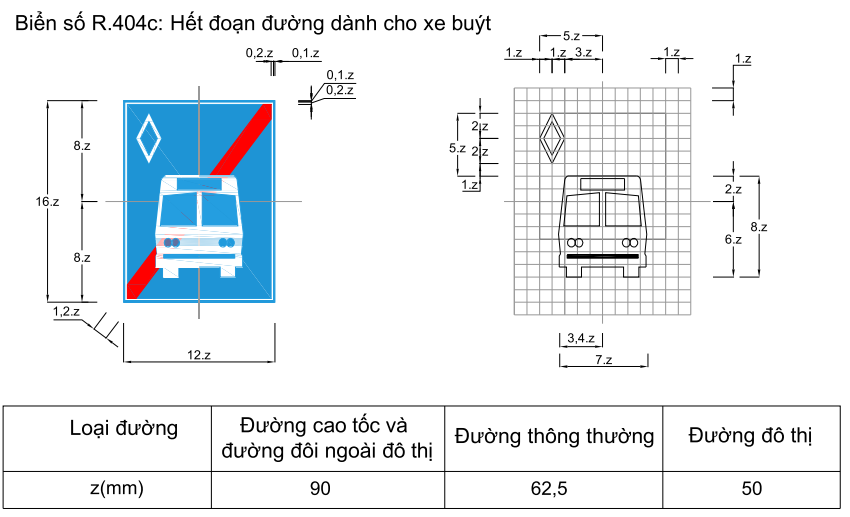 Biển số R.404c: Hết đoạn đường dành cho xe buýt
0,2.z 0,1.z
0,1.z
0,2.z
8.z
16.z
8.z
1,2.z
12.z
5.z
1.z 1.z 3.z 1.z
1.z
2.z
5.z
2.z
1.z
2.z
8.z
6.z
3,4.z
7.z
Loại đường
Đường cao tốc và
đường đôi ngoài đô thị
Đường thông thường
Đường đô thị
z(mm) 90 62,5 50